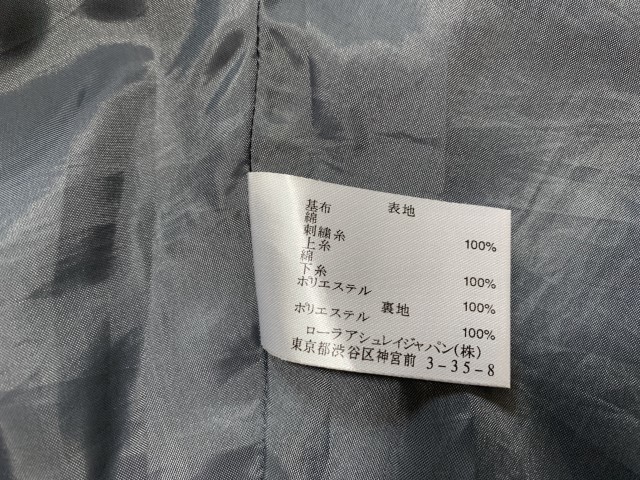 表地
基布
綿 100%
刺繍糸
上糸
綿 100%
下糸
ポリエステル 100%
裏地
ポリエステル 100%
ローラアシュレイジャパン(株)
東京都渋谷区神宮前 3-35-8